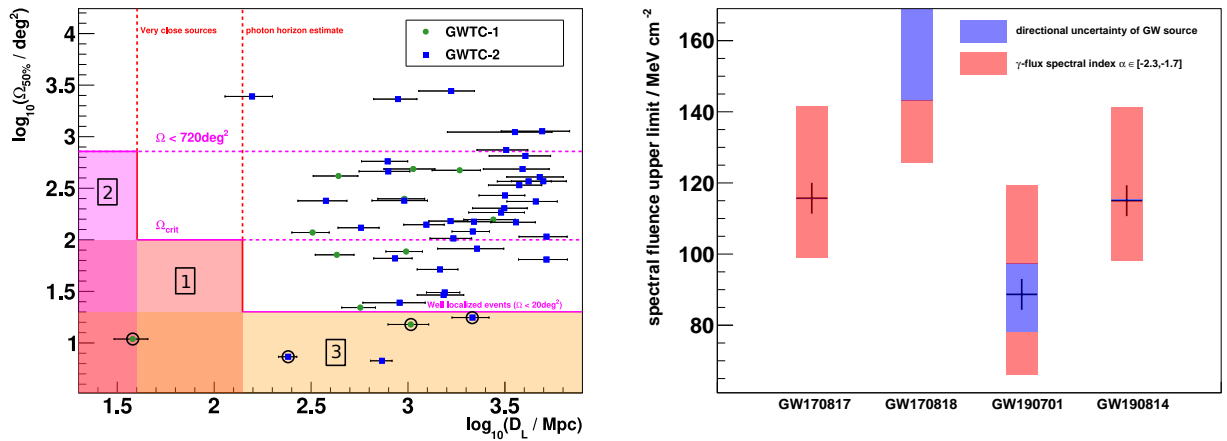 log₁₀(Ω₅₀% / deg²)
4
3.5
3
2.5
2
1.5
1
Very close sources
photon horizon estimate
GWTC-1
GWTC-2
Ω < 720deg²
2
Ω_crit
1
Well localized events (Ω < 20deg²)
3
1.5 2 2.5 3 3.5
log₁₀(D_L / Mpc)
spectral fluence upper limit / MeV cm⁻²
160
140
120
100
80
directional uncertainty of GW source
γ-flux spectral index α ∈ [-2.3,-1.7]
GW170817 GW170818 GW190701 GW190814